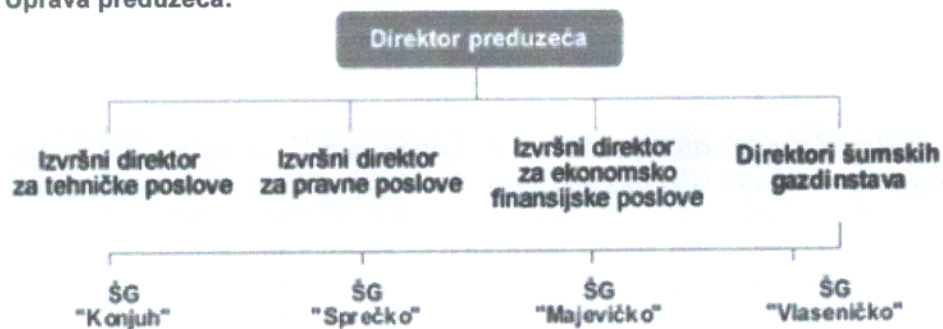 Uprava preduzeća:
Direktor preduzeća
Izvršni direktor
za tehničke poslove
Izvršni direktor
za pravne poslove
Izvršni direktor
za ekonomsko
finansijske poslove
Direktori šumskih
gazdinstava
ŠG
"Konjuh"
ŠG
"Sprečko"
ŠG
"Majevičko"
ŠG
"Vlaseničko"